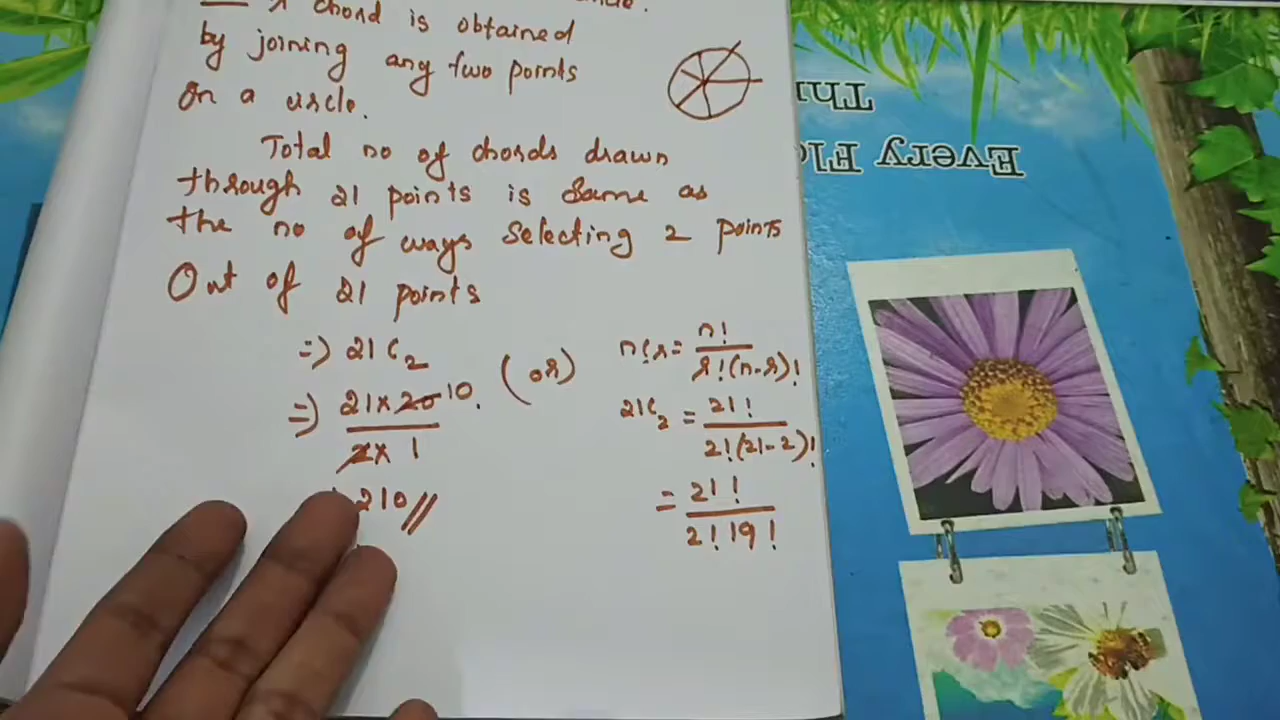 chord is obtained
by joining any two points
On a circle.
Total no of chords drawn
through 21 points is Same as
the no of ways selecting 2 points
Out of 21 points
=) 21C2
=) 21 x 20 10.
2 x 1
210//
(or)
nCr = n!
r!(n-r)!
21C2 = 21!
2!(21-2)!
= 21!
2! 19!
Every Fl
Thi